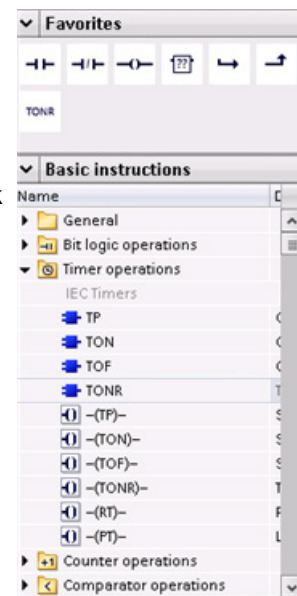 Favorites
??
TONR
Basic instructions
Name
General
Bit logic operations
Timer operations
IEC Timers
TP
TON
TOF
TONR
–(TP)–
–(TON)–
–(TOF)–
–(TONR)–
–(RT)–
–(PT)–
+1 Counter operations
Comparator operations